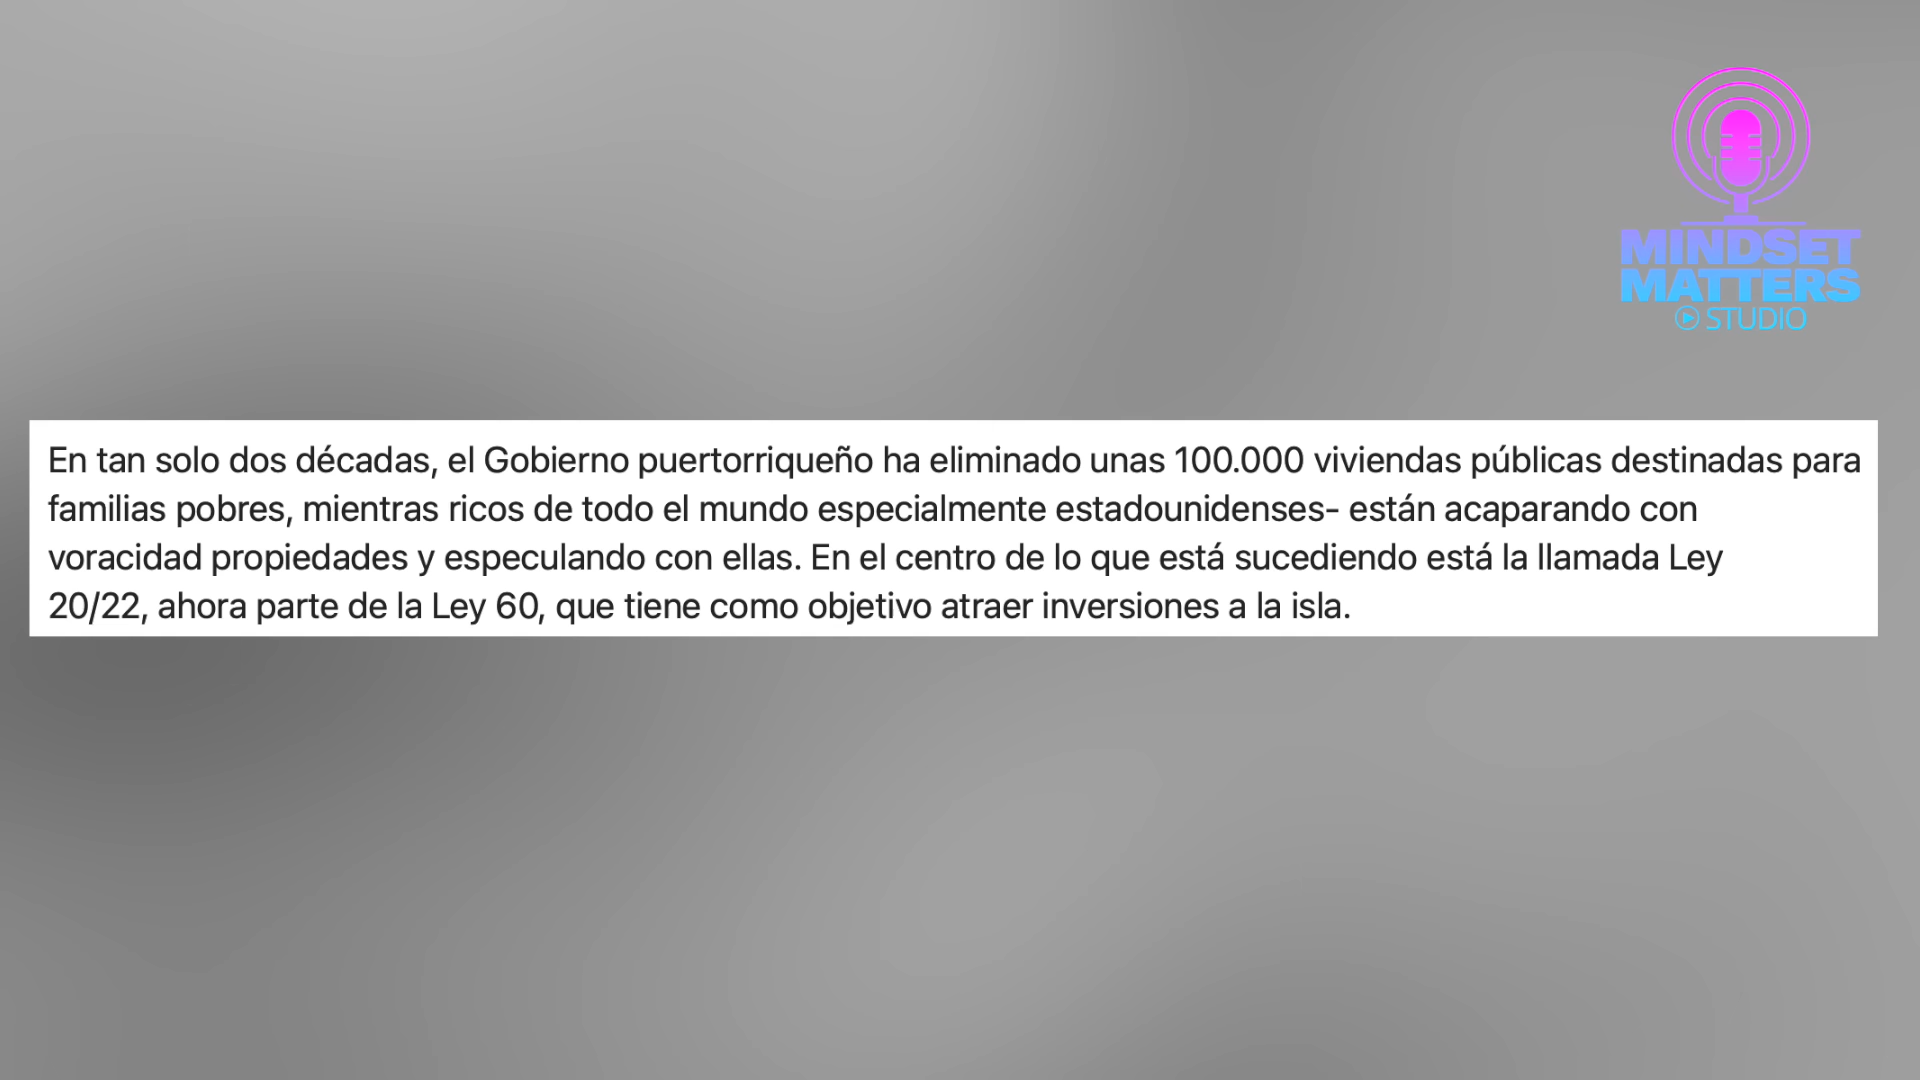 MINDSET
MATTERS
STUDIO
En tan solo dos décadas, el Gobierno puertorriqueño ha eliminado unas 100.000 viviendas públicas destinadas para
familias pobres, mientras ricos de todo el mundo especialmente estadounidenses- están acaparando con
voracidad propiedades y especulando con ellas. En el centro de lo que está sucediendo está la llamada Ley
20/22, ahora parte de la Ley 60, que tiene como objetivo atraer inversiones a la isla.